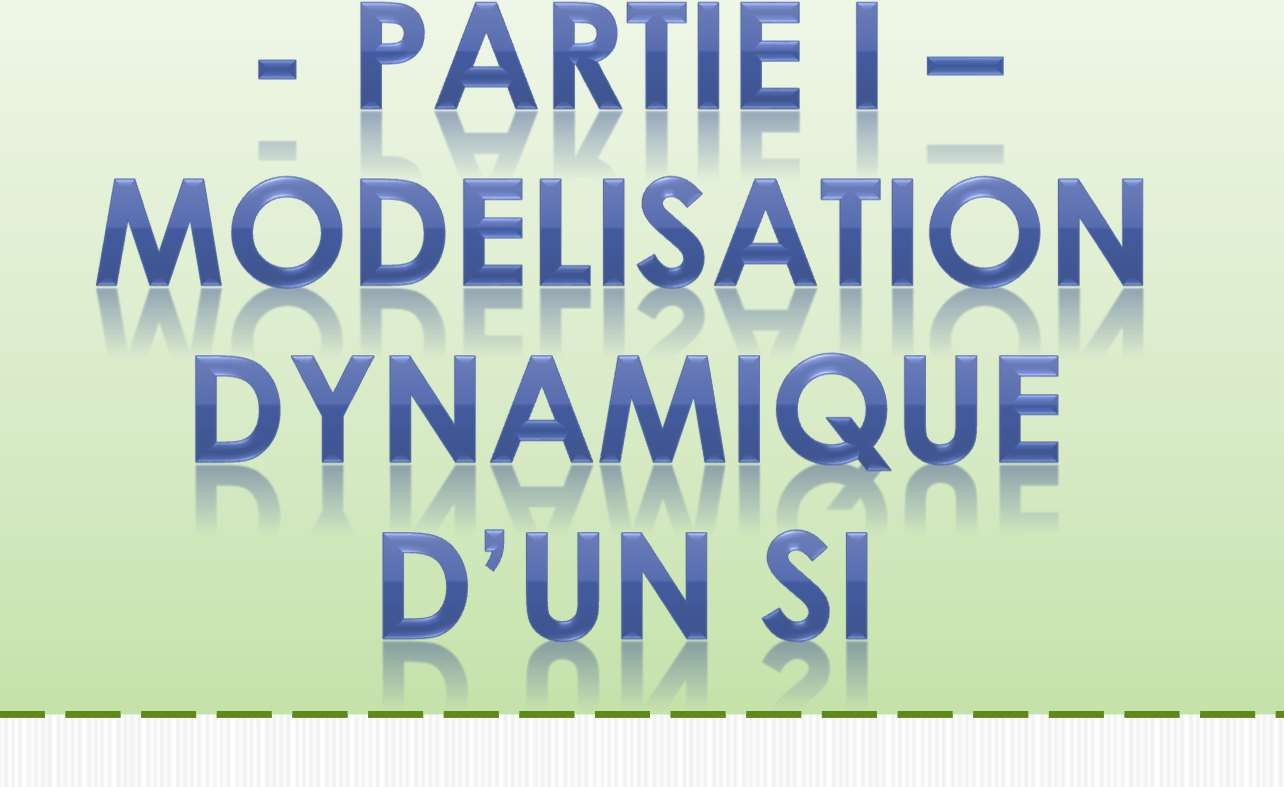 - PARTIE I –
MODELISATION
DYNAMIQUE
D’UN SI